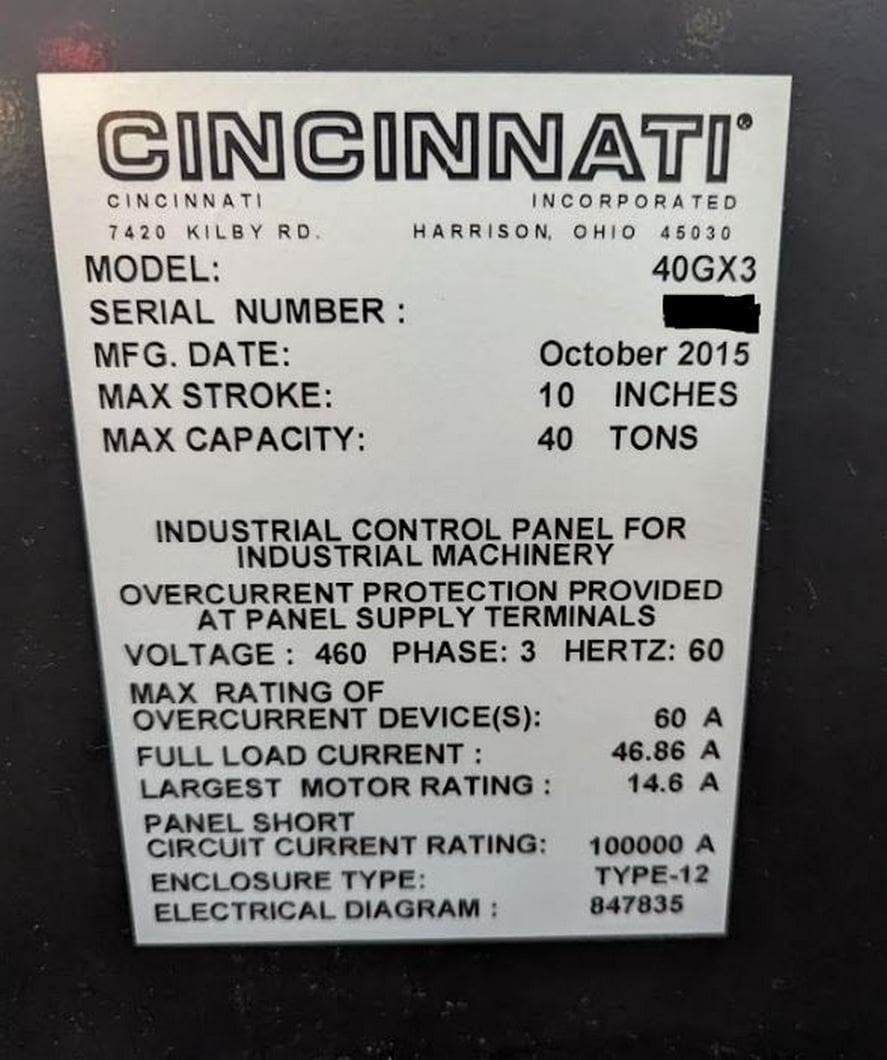 CINCINNATI®
CINCINNATI INCORPORATED
7420 KILBY RD. HARRISON, OHIO 45030
MODEL: 40GX3
SERIAL NUMBER :
MFG. DATE: October 2015
MAX STROKE: 10 INCHES
MAX CAPACITY: 40 TONS
INDUSTRIAL CONTROL PANEL FOR
INDUSTRIAL MACHINERY
OVERCURRENT PROTECTION PROVIDED
AT PANEL SUPPLY TERMINALS
VOLTAGE : 460 PHASE: 3 HERTZ: 60
MAX RATING OF
OVERCURRENT DEVICE(S): 60 A
FULL LOAD CURRENT : 46.86 A
LARGEST MOTOR RATING : 14.6 A
PANEL SHORT
CIRCUIT CURRENT RATING: 100000 A
ENCLOSURE TYPE: TYPE-12
ELECTRICAL DIAGRAM : 847835